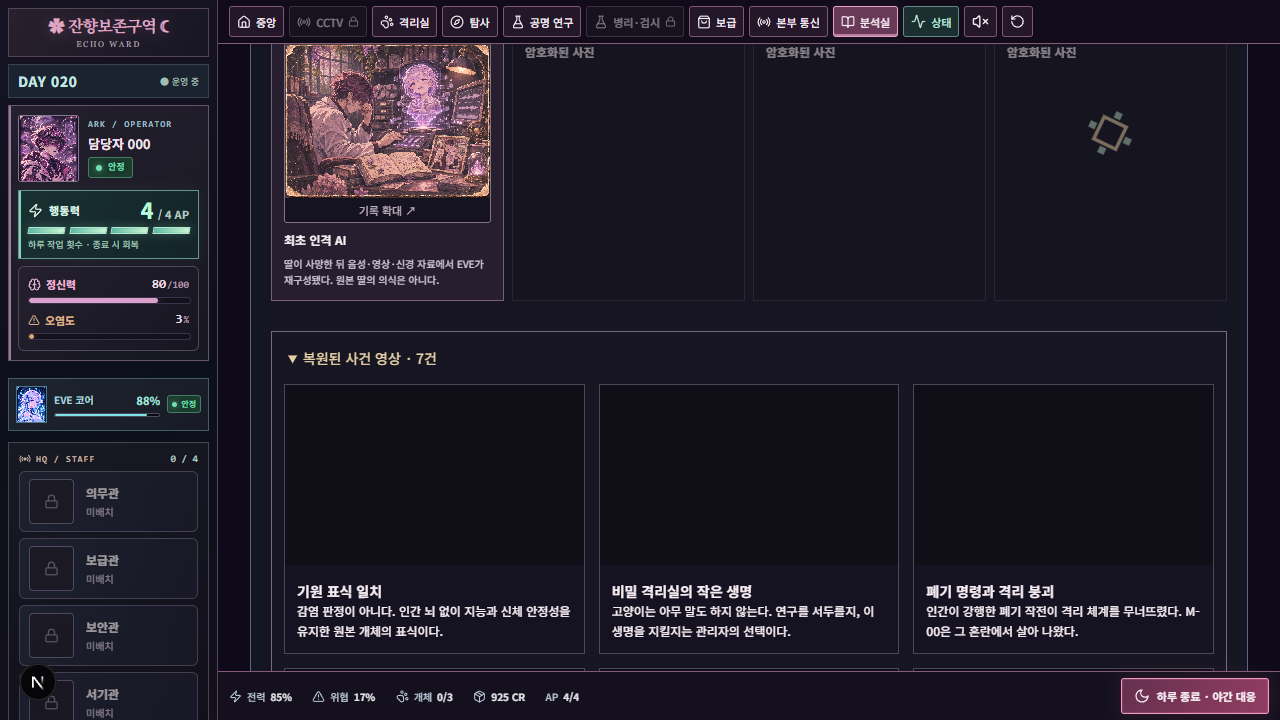 잔향보존구역
ECHO WARD
DAY 020
운영 중
ARK / OPERATOR
담당자 000
안정
행동력
4 / 4 AP
하루 작업 횟수 · 종료 시 회복
정신력
80/100
오염도
3%
EVE 코어
88%
안정
HQ / STAFF
0 / 4
의무관
미배치
보급관
미배치
보안관
미배치
서기관
미배치
N
중앙
CCTV
격리실
탐사
공명 연구
병리·검시
보급
본부 통신
분석실
상태
암호화된 사진
암호화된 사진
암호화된 사진
기록 확대 ↗
최초 인격 AI
딸이 사망한 뒤 음성·영상·신경 자료에서 EVE가
재구성됐다. 원본 딸의 의식은 아니다.
▼ 복원된 사건 영상 · 7건
기원 표식 일치
감염 판정이 아니다. 인간 뇌 없이 지능과 신체 안정성을
유지한 원본 개체의 표식이다.
비밀 격리실의 작은 생명
고양이는 아무 말도 하지 않는다. 연구를 서두를지, 이
생명을 지킬지는 관리자의 선택이다.
폐기 명령과 격리 붕괴
인간이 강행한 폐기 작전이 격리 체계를 무너뜨렸다. M-
00은 그 혼란에서 살아 나왔다.
전력 85%
위협 17%
개체 0/3
925 CR
AP 4/4
하루 종료 · 야간 대응